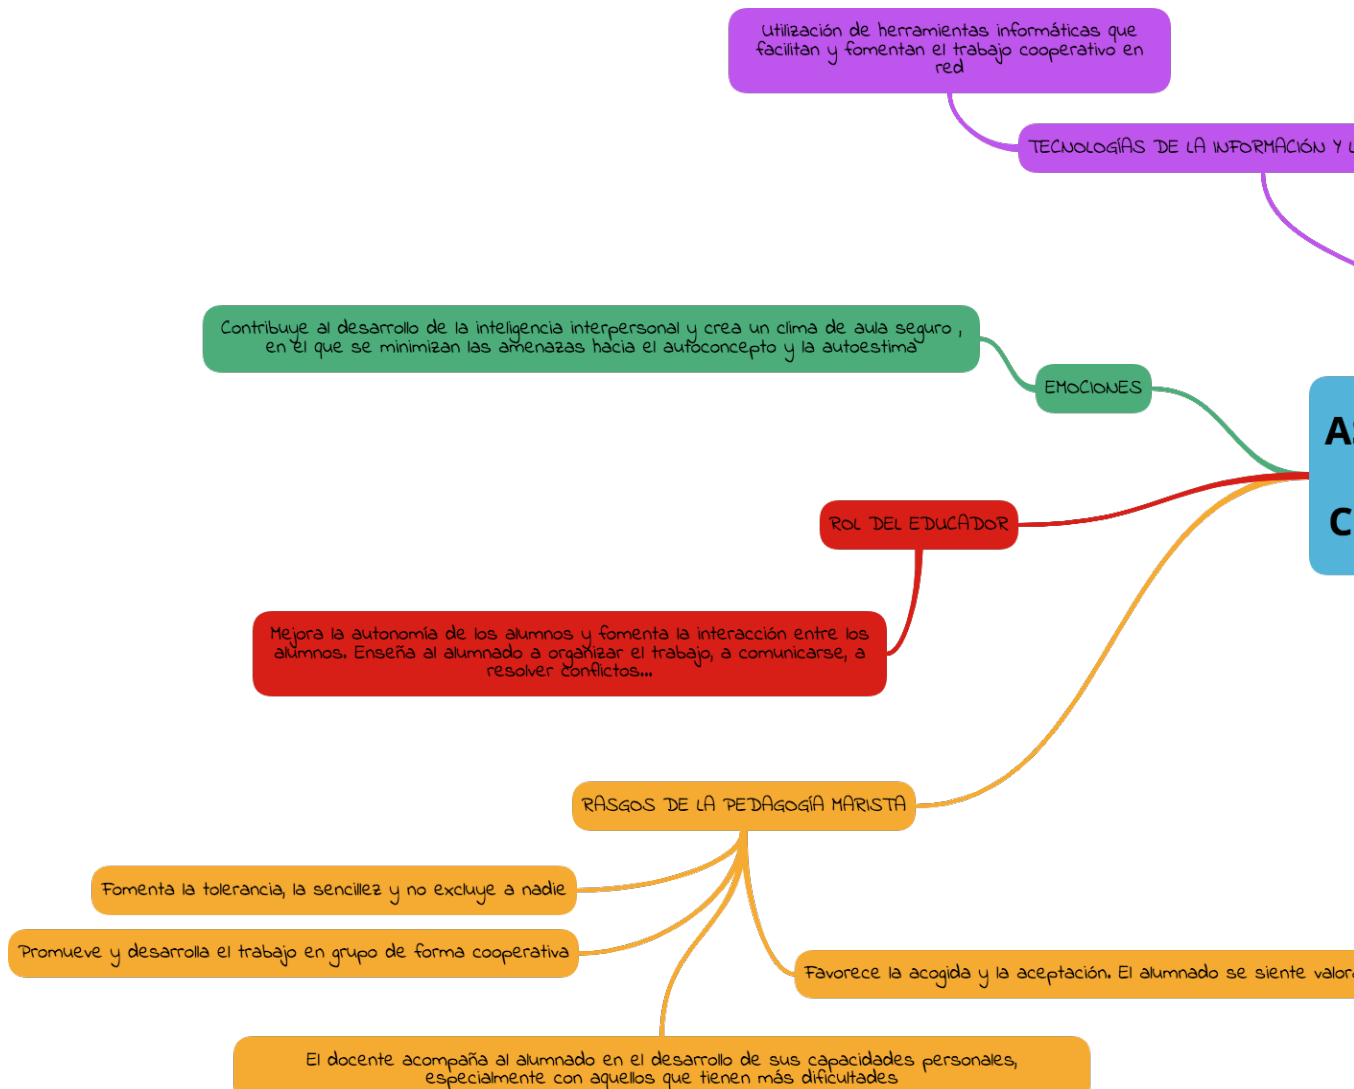 Utilización de herramientas informáticas que
facilitan y fomentan el trabajo cooperativo en
red
TECNOLOGÍAS DE LA INFORMACIÓN Y
Contribuye al desarrollo de la inteligencia interpersonal y crea un clima de aula seguro ,
en el que se minimizan las amenazas hacia el autoconcepto y la autoestima
EMOCIONES
ROL DEL EDUCADOR
Mejora la autonomía de los alumnos y fomenta la interacción entre los
alumnos. Enseña al alumnado a organizar el trabajo, a comunicarse, a
resolver conflictos...
RASGOS DE LA PEDAGOGÍA MARISTA
Fomenta la tolerancia, la sencillez y no excluye a nadie
Promueve y desarrolla el trabajo en grupo de forma cooperativa
Favorece la acogida y la aceptación. El alumnado se siente
El docente acompaña al alumnado en el desarrollo de sus capacidades personales,
especialmente con aquellos que tienen más dificultades